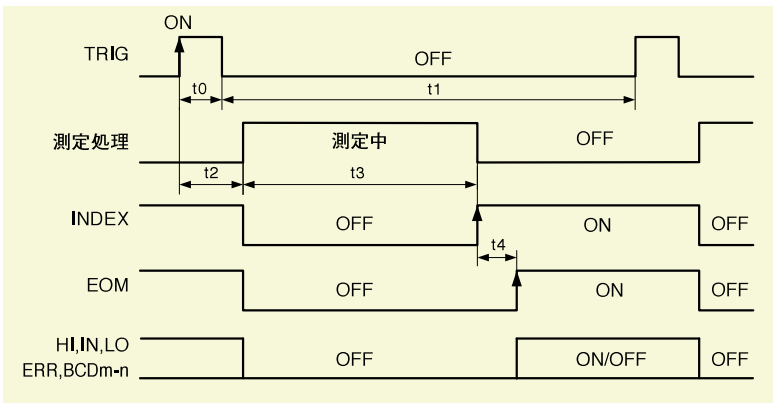 ON
TRIG
OFF
t0
t1
測定処理
測定中
OFF
t2
t3
INDEX
OFF
ON
OFF
t4
EOM
OFF
ON
OFF
HI,IN,LO
ERR,BCDm-n
OFF
ON/OFF
OFF